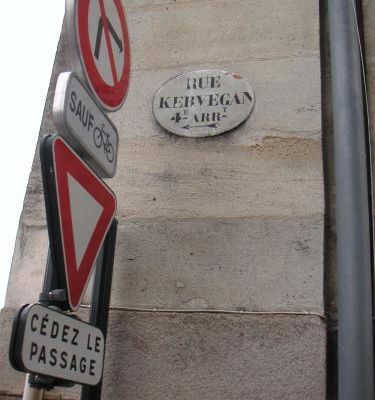 RUE
KERVEGAN
4E ARRT
SAUF
CÉDEZ LE
PASSAGE